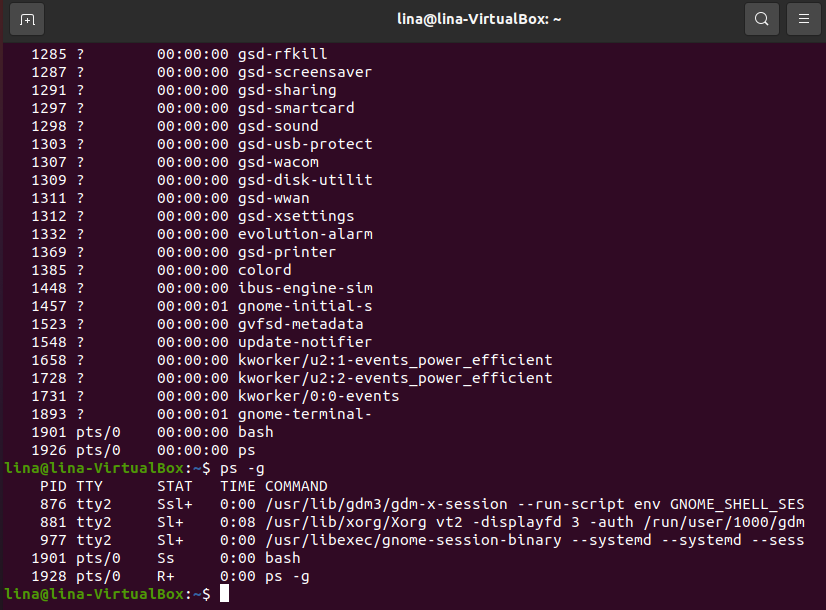 lina@lina-VirtualBox: ~
1285 ?        00:00:00 gsd-rfkill
1287 ?        00:00:00 gsd-screensaver
1291 ?        00:00:00 gsd-sharing
1297 ?        00:00:00 gsd-smartcard
1298 ?        00:00:00 gsd-sound
1303 ?        00:00:00 gsd-usb-protect
1307 ?        00:00:00 gsd-wacom
1309 ?        00:00:00 gsd-disk-utilit
1311 ?        00:00:00 gsd-wwan
1312 ?        00:00:00 gsd-xsettings
1332 ?        00:00:00 evolution-alarm
1369 ?        00:00:00 gsd-printer
1385 ?        00:00:00 colord
1448 ?        00:00:00 ibus-engine-sim
1457 ?        00:00:01 gnome-initial-s
1523 ?        00:00:00 gvfsd-metadata
1548 ?        00:00:00 update-notifier
1658 ?        00:00:00 kworker/u2:1-events_power_efficient
1728 ?        00:00:00 kworker/u2:2-events_power_efficient
1731 ?        00:00:00 kworker/0:0-events
1893 ?        00:00:01 gnome-terminal-
1901 pts/0    00:00:00 bash
1926 pts/0    00:00:00 ps
lina@lina-VirtualBox:~$ ps -g
PID TTY      STAT   TIME COMMAND
876 tty2     Ssl+   0:00 /usr/lib/gdm3/gdm-x-session --run-script env GNOME_SHELL_SES
881 tty2     Sl+    0:08 /usr/lib/xorg/Xorg vt2 -displayfd 3 -auth /run/user/1000/gdm
977 tty2     Sl+    0:00 /usr/libexec/gnome-session-binary --systemd --systemd --sess
1901 pts/0    Ss     0:00 bash
1928 pts/0    R+     0:00 ps -g
lina@lina-VirtualBox:~$